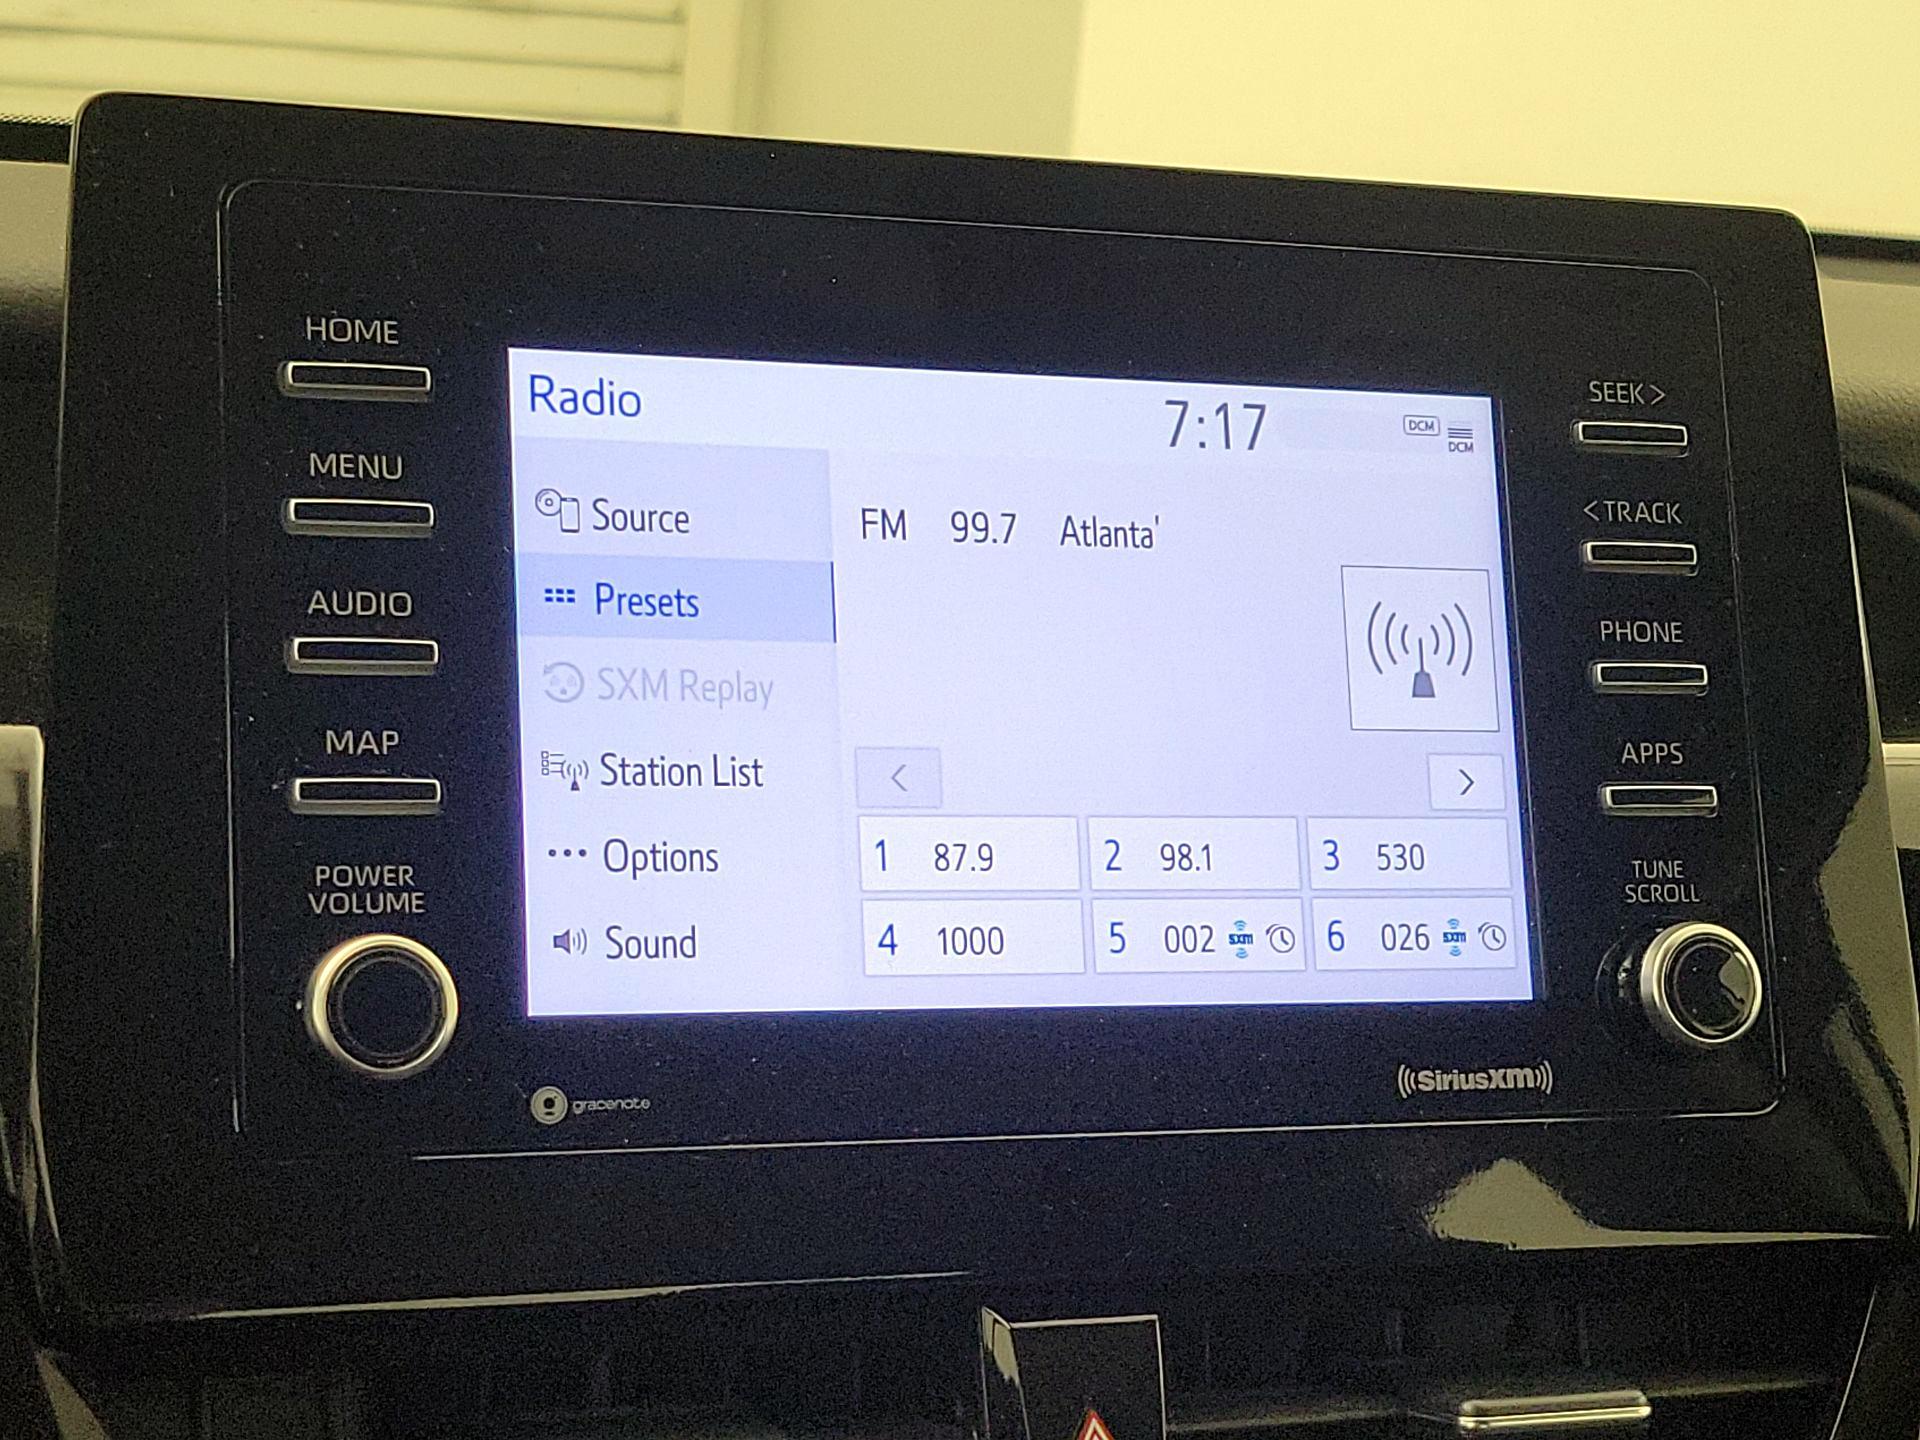 HOME
MENU
AUDIO
MAP
POWER
VOLUME
Radio
7:17
DCM
DCM
Source
Presets
SXM Replay
Station List
Options
Sound
FM 99.7 Atlanta'
<
>
1 87.9
2 98.1
3 530
4 1000
5 002 sxm
6 026 sxm
SEEK >
< TRACK
PHONE
APPS
TUNE
SCROLL
gracenote
((SiriusXM))